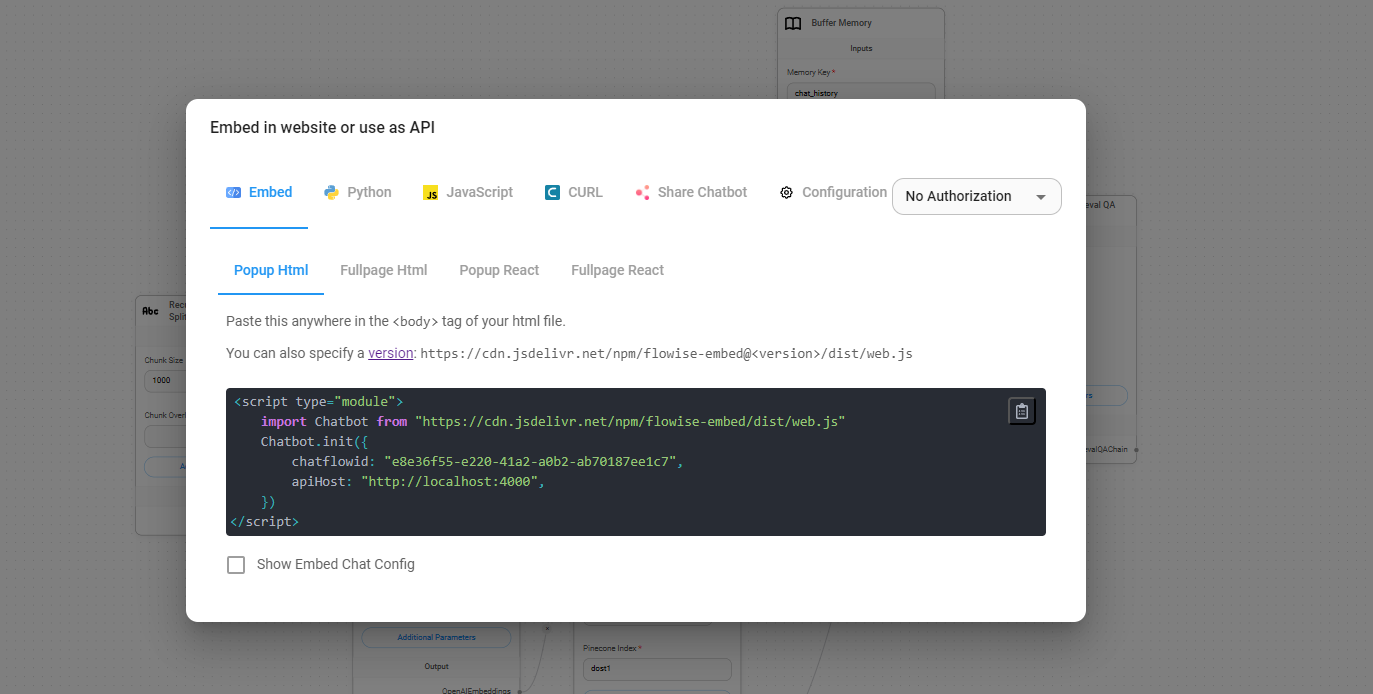 Buffer Memory
Inputs
Memory Key *
chat_history
Embed in website or use as API
Embed
Python
JavaScript
CURL
Share Chatbot
Configuration
No Authorization
eval QA
Popup Html
Fullpage Html
Popup React
Fullpage React
Abc
Recu
Split
Chunk Size
1000
Chunk Overl
Paste this anywhere in the <body> tag of your html file.
You can also specify a version: https://cdn.jsdelivr.net/npm/flowise-embed@<version>/dist/web.js
<script type="module">
import Chatbot from "https://cdn.jsdelivr.net/npm/flowise-embed/dist/web.js"
Chatbot.init({
chatflowid: "e8e36f55-e220-41a2-a0b2-ab70187ee1c7",
apiHost: "http://localhost:4000",
})
</script>
evalQAChain
Show Embed Chat Config
Additional Parameters
Output
OpenAIEmbeddings
Pinecone Index *
dost1